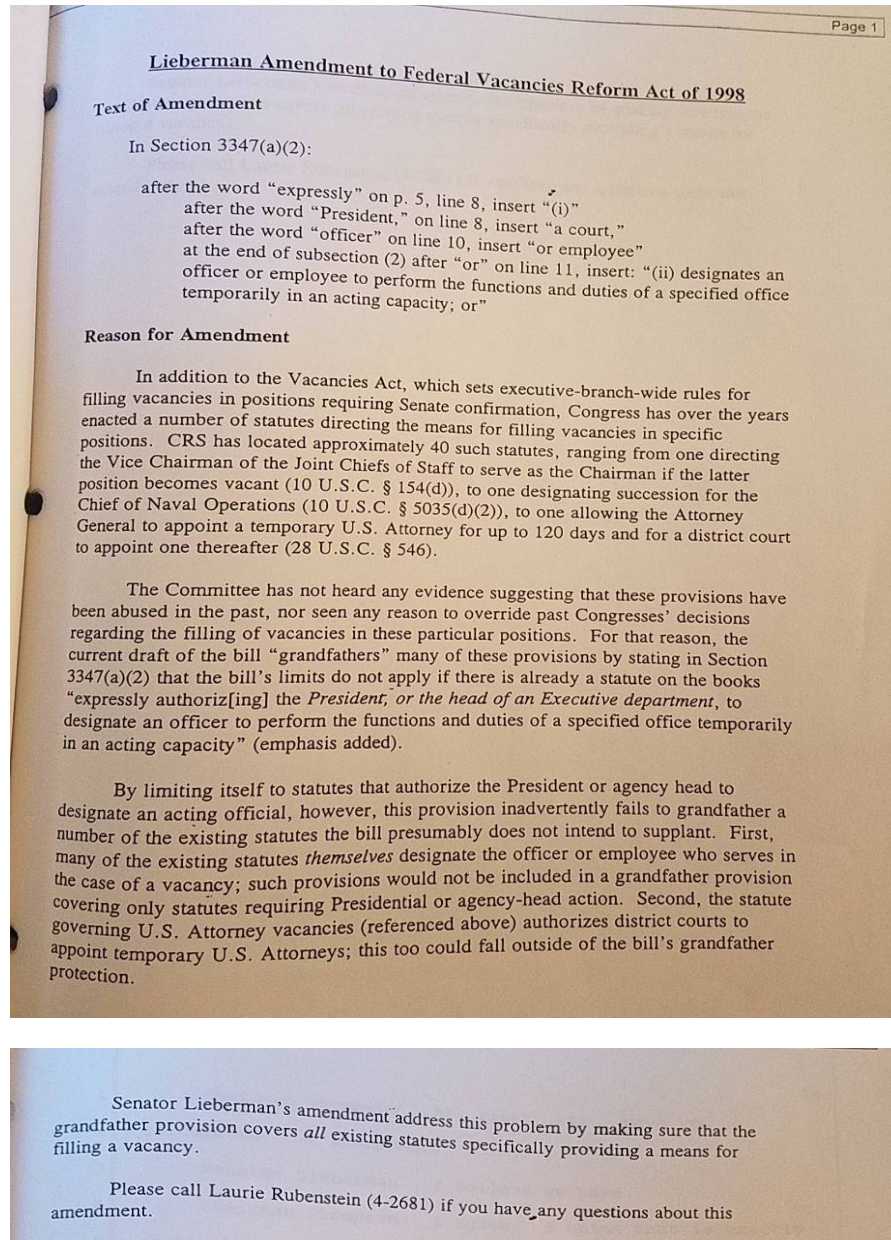 Page 1
Lieberman Amendment to Federal Vacancies Reform Act of 1998
Text of Amendment
In Section 3347(a)(2):
after the word “expressly” on p. 5, line 8, insert “(i)”
after the word “President,” on line 8, insert “a court,”
after the word “officer” on line 10, insert “or employee”
at the end of subsection (2) after “or” on line 11, insert: “(ii) designates an
officer or employee to perform the functions and duties of a specified office
temporarily in an acting capacity; or”
Reason for Amendment
In addition to the Vacancies Act, which sets executive-branch-wide rules for
filling vacancies in positions requiring Senate confirmation, Congress has over the years
enacted a number of statutes directing the means for filling vacancies in specific
positions. CRS has located approximately 40 such statutes, ranging from one directing
the Vice Chairman of the Joint Chiefs of Staff to serve as the Chairman if the latter
position becomes vacant (10 U.S.C. § 154(d)), to one designating succession for the
Chief of Naval Operations (10 U.S.C. § 5035(d)(2)), to one allowing the Attorney
General to appoint a temporary U.S. Attorney for up to 120 days and for a district court
to appoint one thereafter (28 U.S.C. § 546).
The Committee has not heard any evidence suggesting that these provisions have
been abused in the past, nor seen any reason to override past Congresses’ decisions
regarding the filling of vacancies in these particular positions. For that reason, the
current draft of the bill “grandfathers” many of these provisions by stating in Section
3347(a)(2) that the bill’s limits do not apply if there is already a statute on the books
“expressly authoriz[ing] the President, or the head of an Executive department, to
designate an officer to perform the functions and duties of a specified office temporarily
in an acting capacity” (emphasis added).
By limiting itself to statutes that authorize the President or agency head to
designate an acting official, however, this provision inadvertently fails to grandfather a
number of the existing statutes the bill presumably does not intend to supplant. First,
many of the existing statutes themselves designate the officer or employee who serves in
the case of a vacancy; such provisions would not be included in a grandfather provision
covering only statutes requiring Presidential or agency-head action. Second, the statute
governing U.S. Attorney vacancies (referenced above) authorizes district courts to
appoint temporary U.S. Attorneys; this too could fall outside of the bill’s grandfather
protection.
Senator Lieberman’s amendment address this problem by making sure that the
grandfather provision covers all existing statutes specifically providing a means for
filling a vacancy.
Please call Laurie Rubenstein (4-2681) if you have any questions about this
amendment.